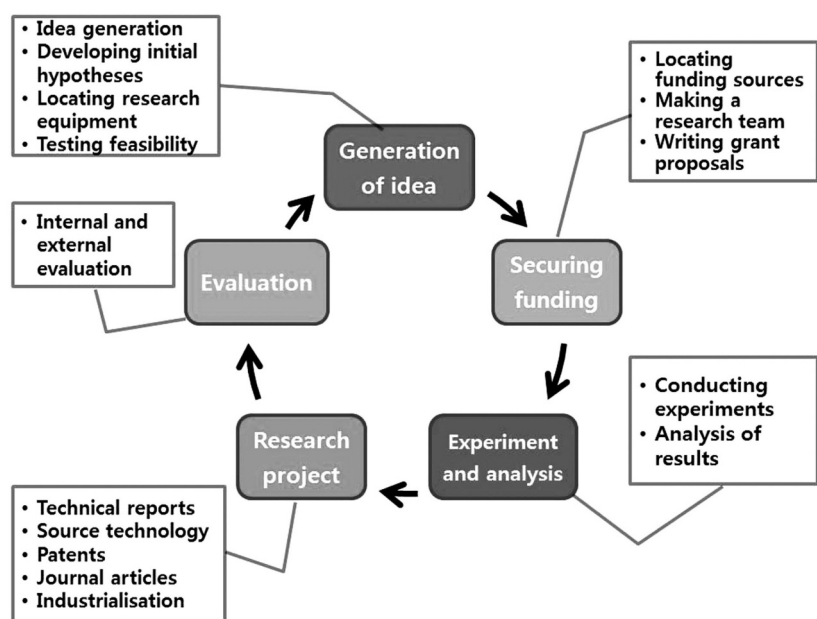 • Idea generation
• Developing initial
hypotheses
• Locating research
equipment
• Testing feasibility
Generation
of idea
• Locating
funding sources
• Making a
research team
• Writing grant
proposals
Securing
funding
• Conducting
experiments
• Analysis of
results
Experiment
and analysis
Research
project
• Technical reports
• Source technology
• Patents
• Journal articles
• Industrialisation
Evaluation
• Internal and
external
evaluation